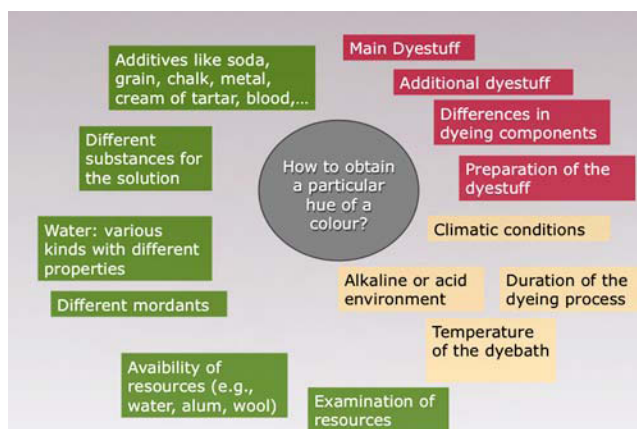 Additives like soda,
grain, chalk, metal,
cream of tartar, blood,...
Different
substances for
the solution
Water: various
kinds with different
properties
Different mordants
Avaibility of
resources (e.g.,
water, alum, wool)
Examination of
resources
How to obtain
a particular
hue of a
colour?
Main Dyestuff
Additional dyestuff
Differences in
dyeing components
Preparation of the
dyestuff
Climatic conditions
Alkaline or acid
environment
Duration of the
dyeing process
Temperature
of the dyebath